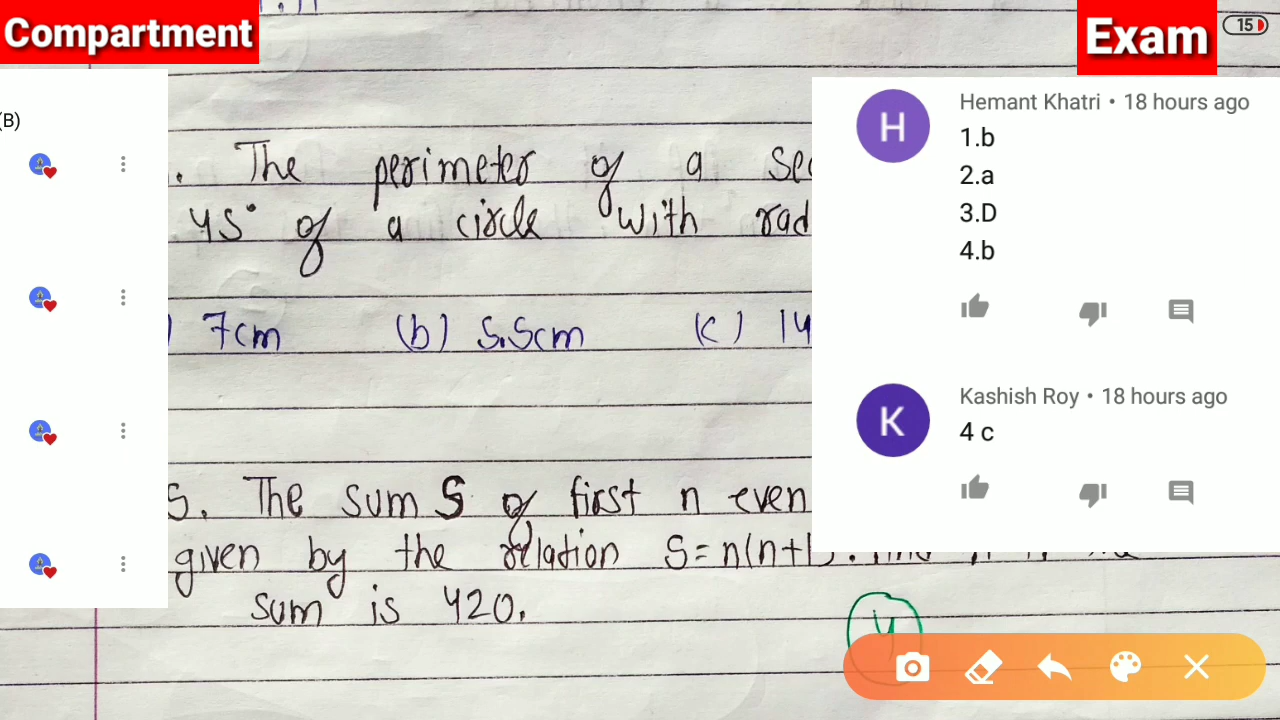 Compartment
Exam
15
(B)
The perimeter of a
45° of a circle with
7cm (b) 5.5cm (c) 14
5. The sum S of first n even
given by the relation S=n(n+1).
sum is 420.
4
H
Hemant Khatri • 18 hours ago
1.b
2.a
3.D
4.b
K
Kashish Roy • 18 hours ago
4 c